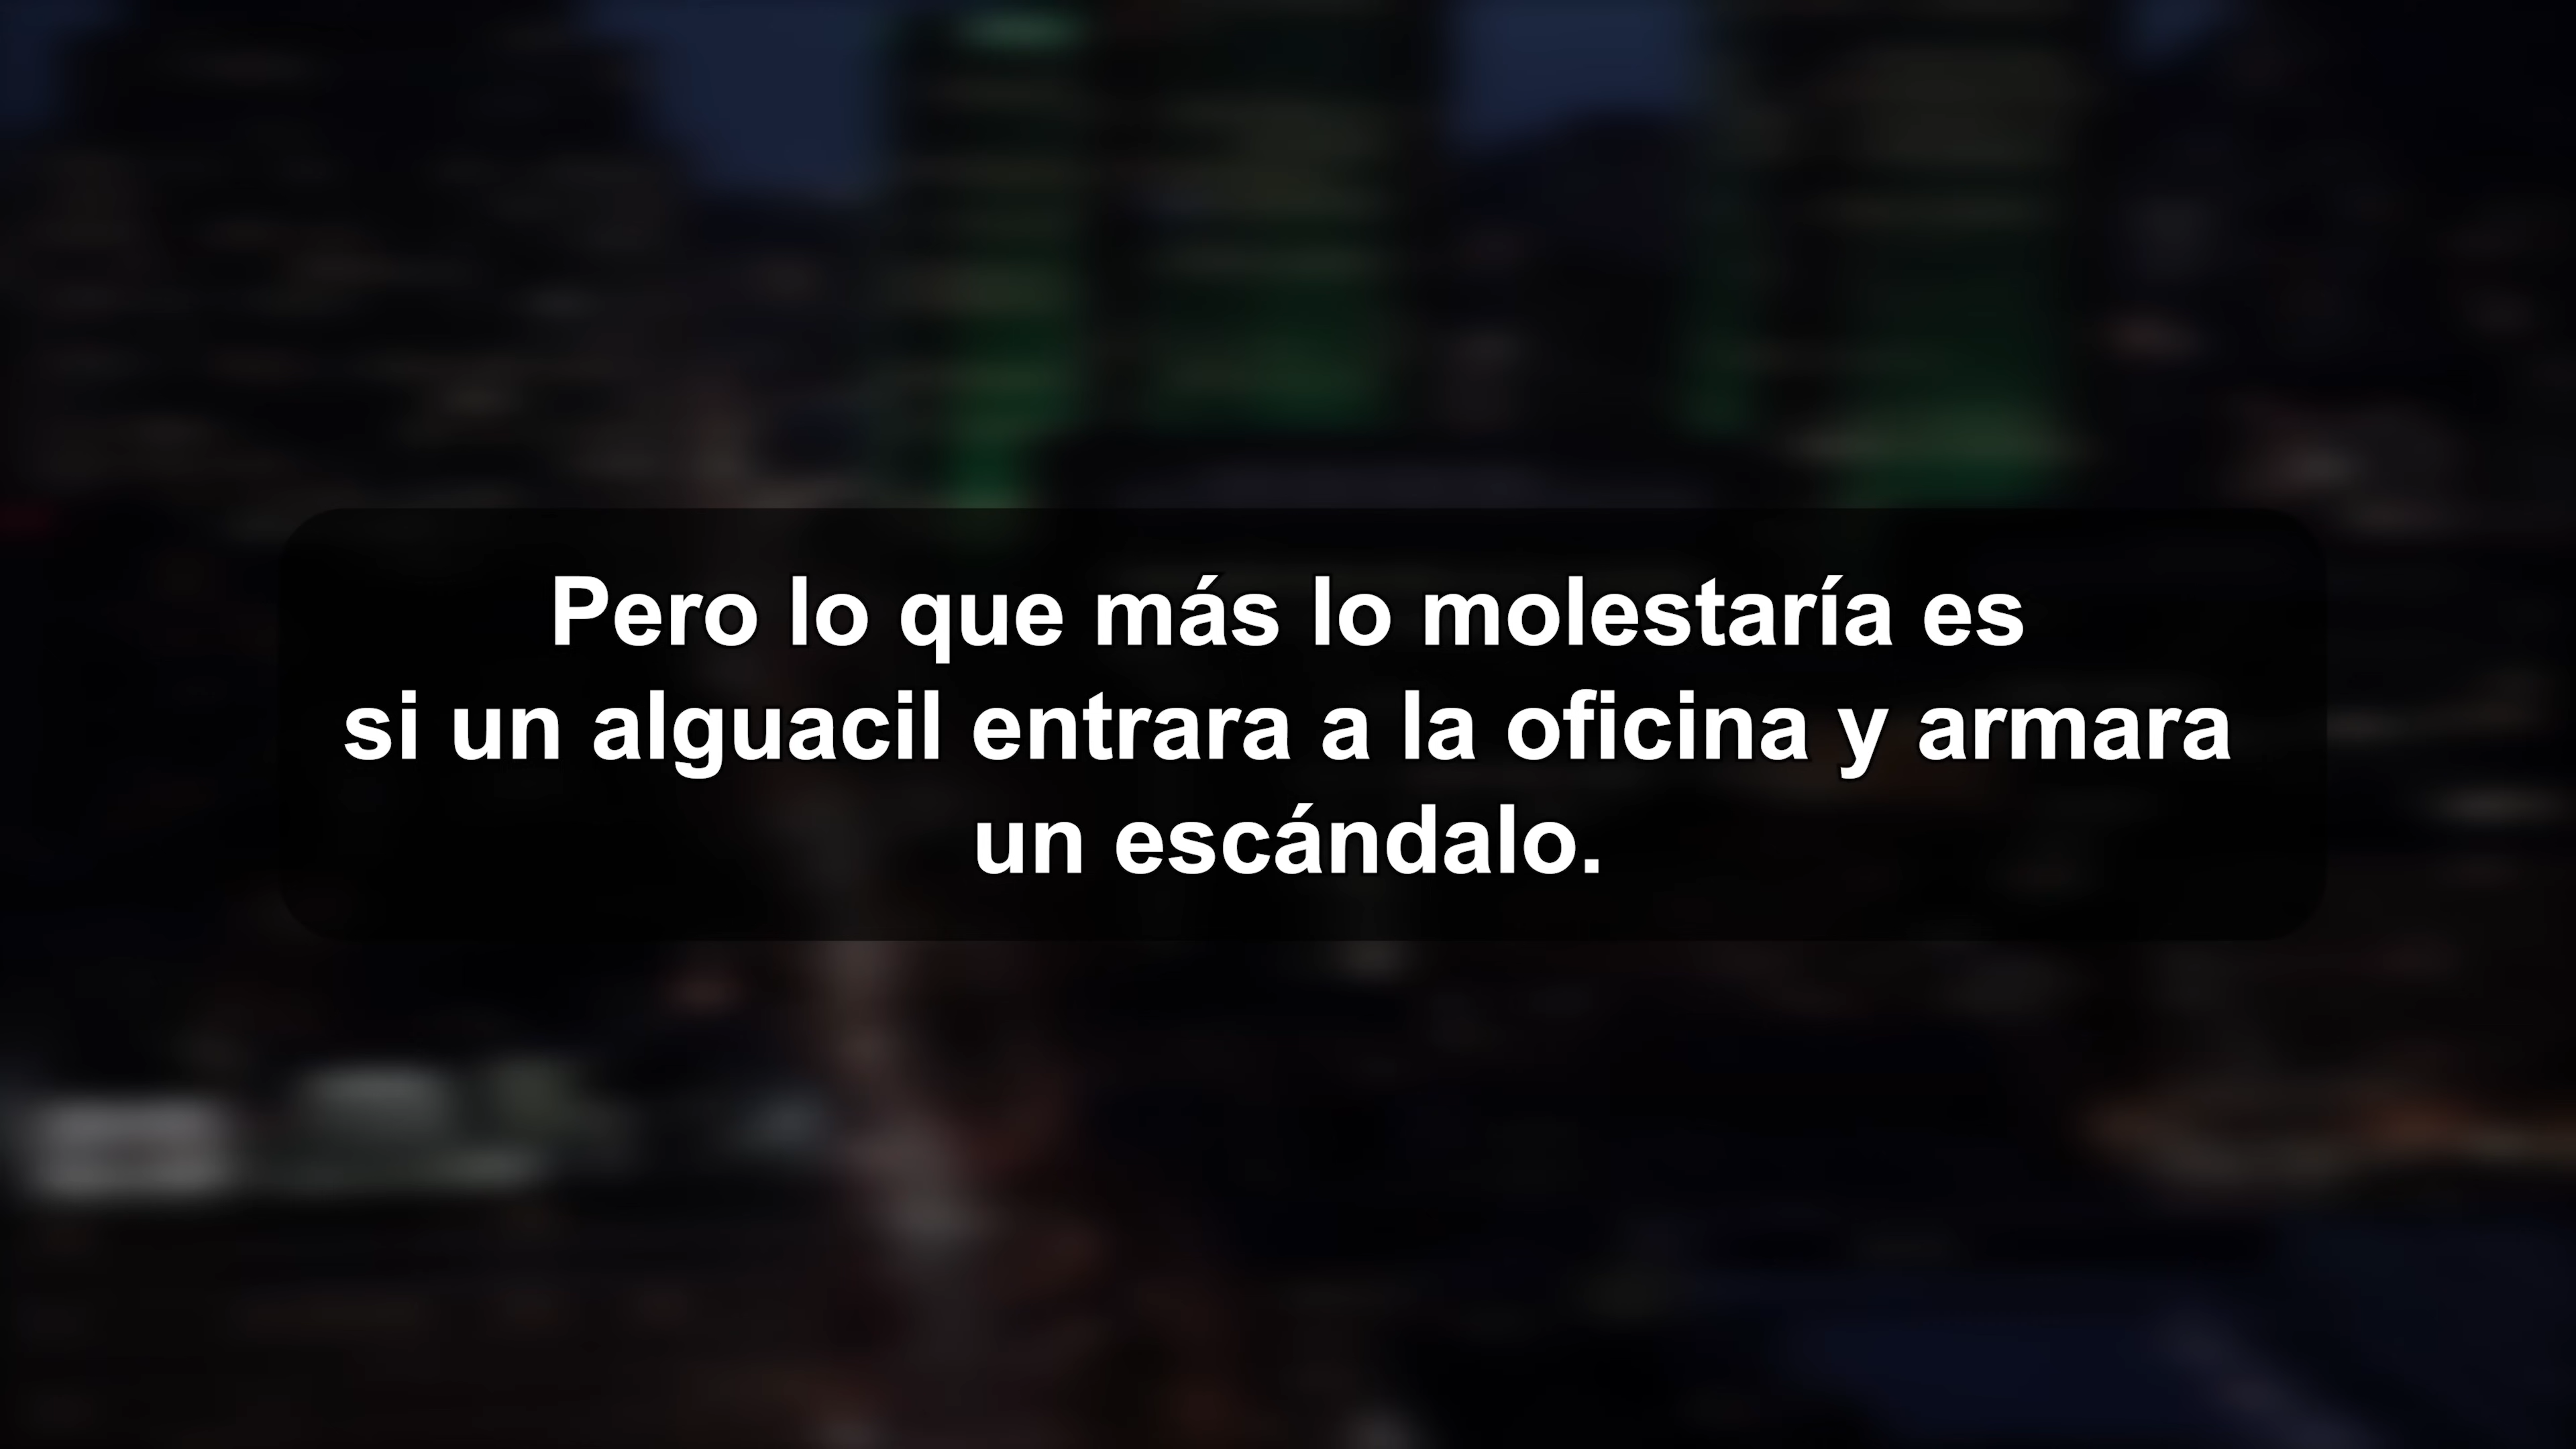 Pero lo que más lo molestaría es
si un alguacil entrara a la oficina y armara
un escándalo.